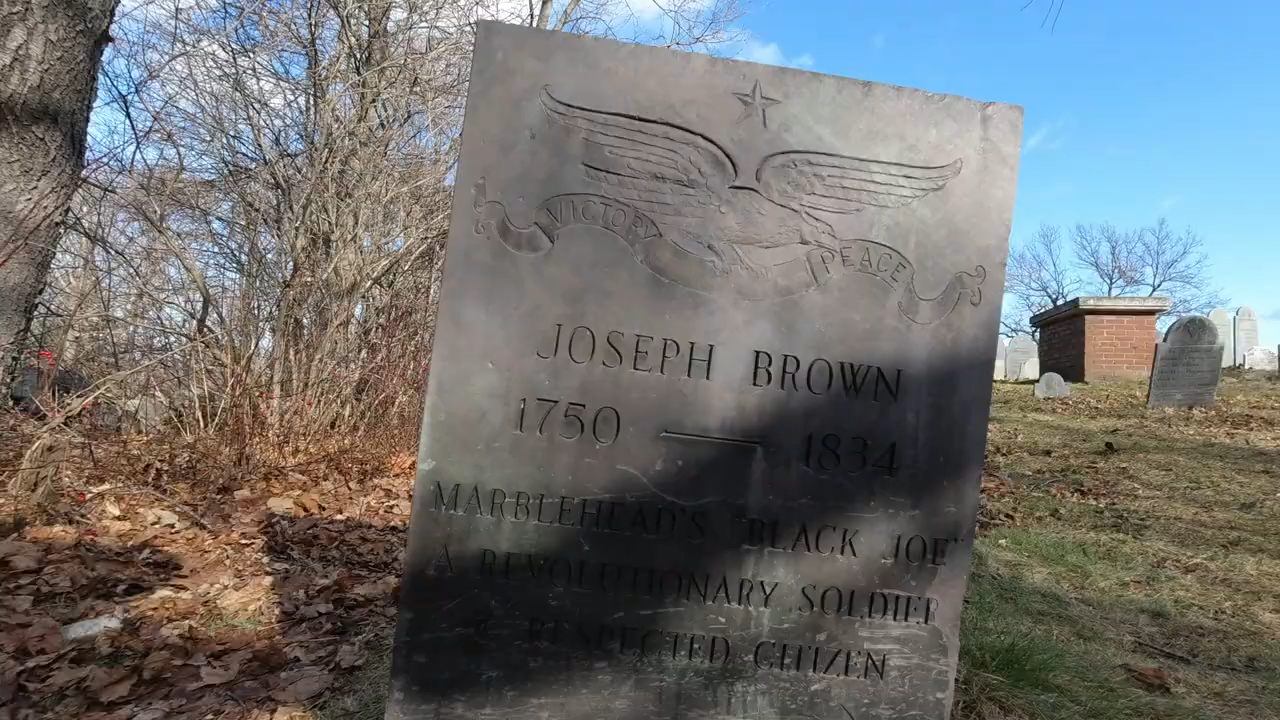 VICTORY PEACE
JOSEPH BROWN
1750 — 1834
MARBLEHEAD'S "BLACK JOE"
A REVOLUTIONARY SOLDIER
& RESPECTED CITIZEN